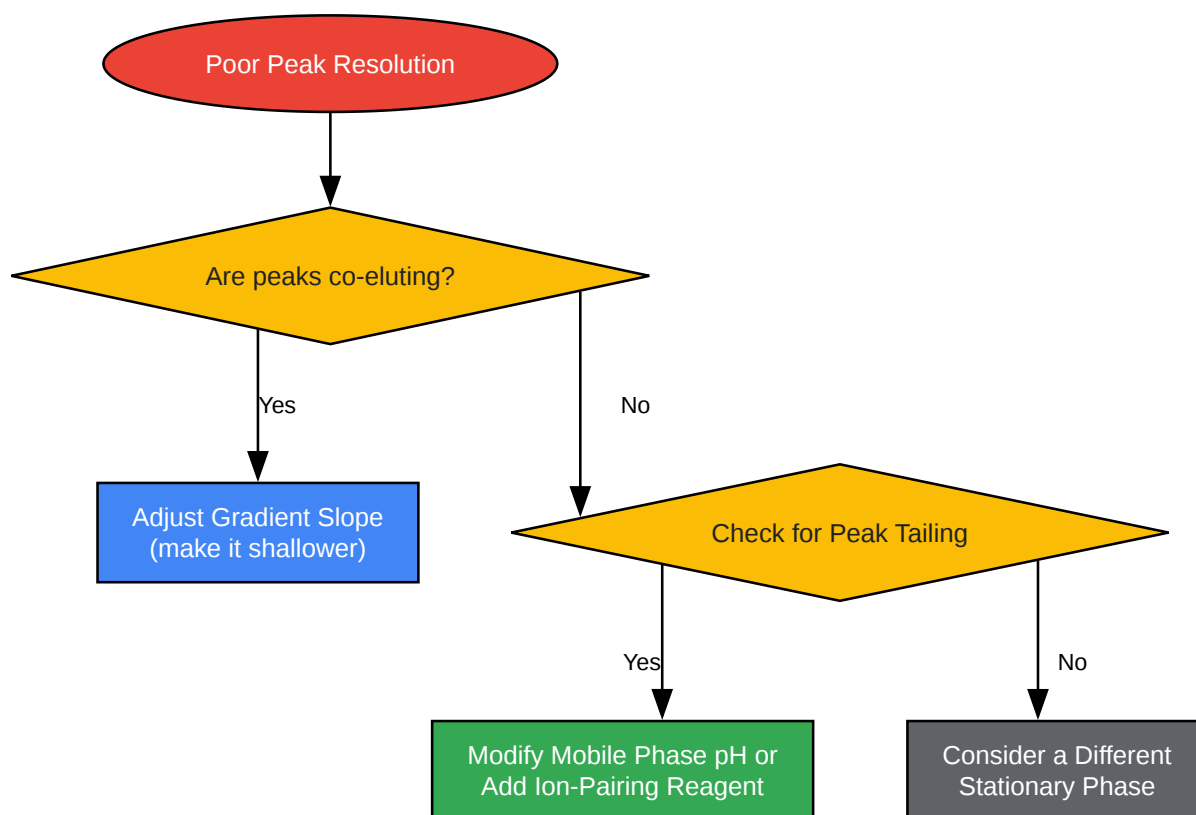 Poor Peak Resolution
Are peaks co-eluting?
Yes
No
Adjust Gradient Slope
(make it shallower)
Check for Peak Tailing
Yes
No
Modify Mobile Phase pH or
Add Ion-Pairing Reagent
Consider a Different
Stationary Phase